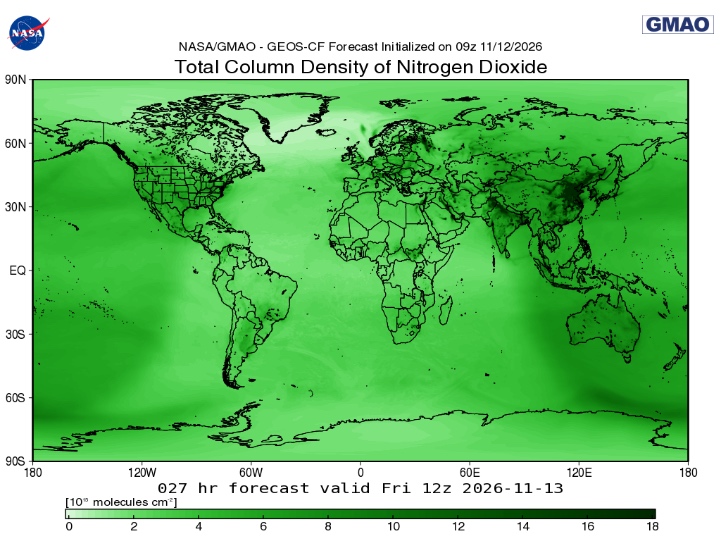 NASA
GMAO
NASA/GMAO - GEOS-CF Forecast Initialized on 09z 11/12/2026
Total Column Density of Nitrogen Dioxide
90N
60N
30N
EQ
30S
60S
90S
180 120W 60W 0 60E 120E 180
027 hr forecast valid Fri 12z 2026-11-13
[10¹⁵ molecules cm⁻²]
0 2 4 6 8 10 12 14 16 18